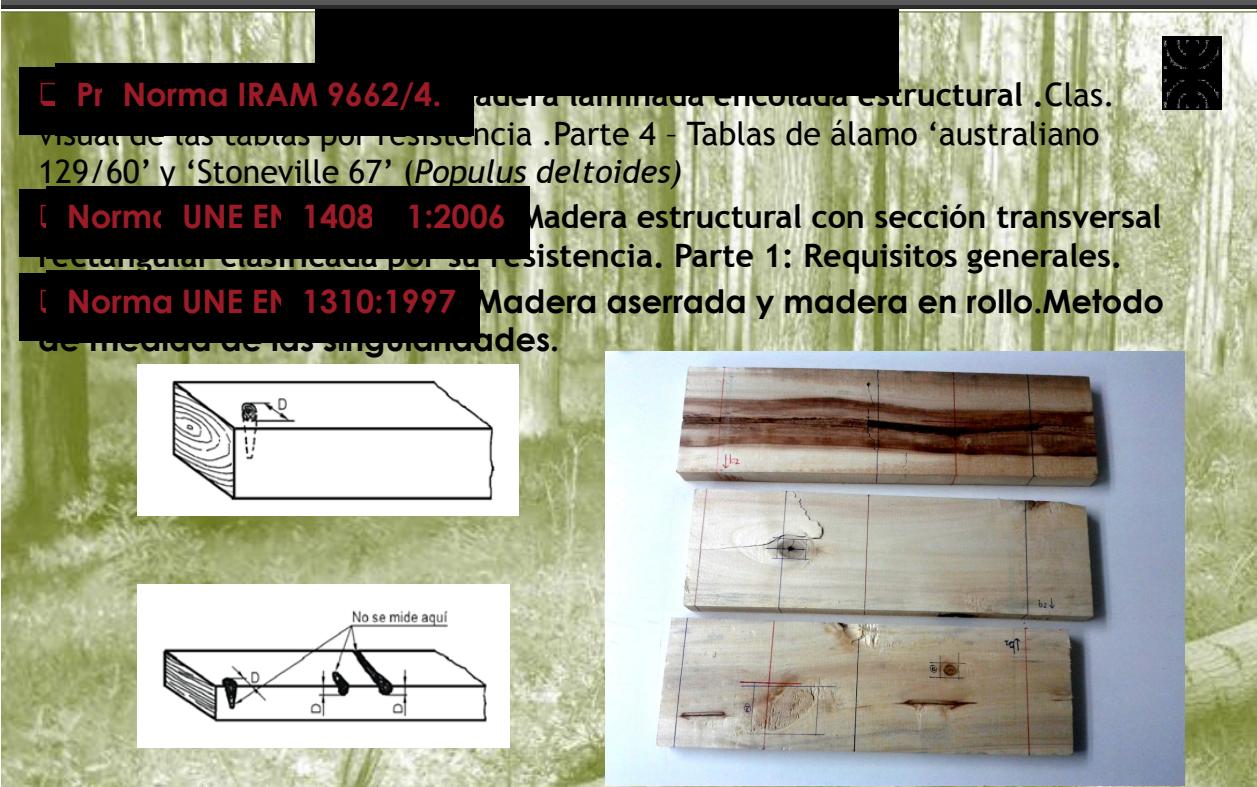 Pr Norma IRAM 9662/4. adera laminada encolada estructural .Clas.
visual de las tablas por resistencia .Parte 4 – Tablas de álamo ‘australiano
129/60’ y ‘Stoneville 67’ (Populus deltoides)
Norma UNE EN 1408 1:2006 Madera estructural con sección transversal
rectangular clasificada por su resistencia. Parte 1: Requisitos generales.
Norma UNE EN 1310:1997 Madera aserrada y madera en rollo.Metodo
de medida de las singularidades.
D
No se mide aquí
D
D
D
b2
b2
b2